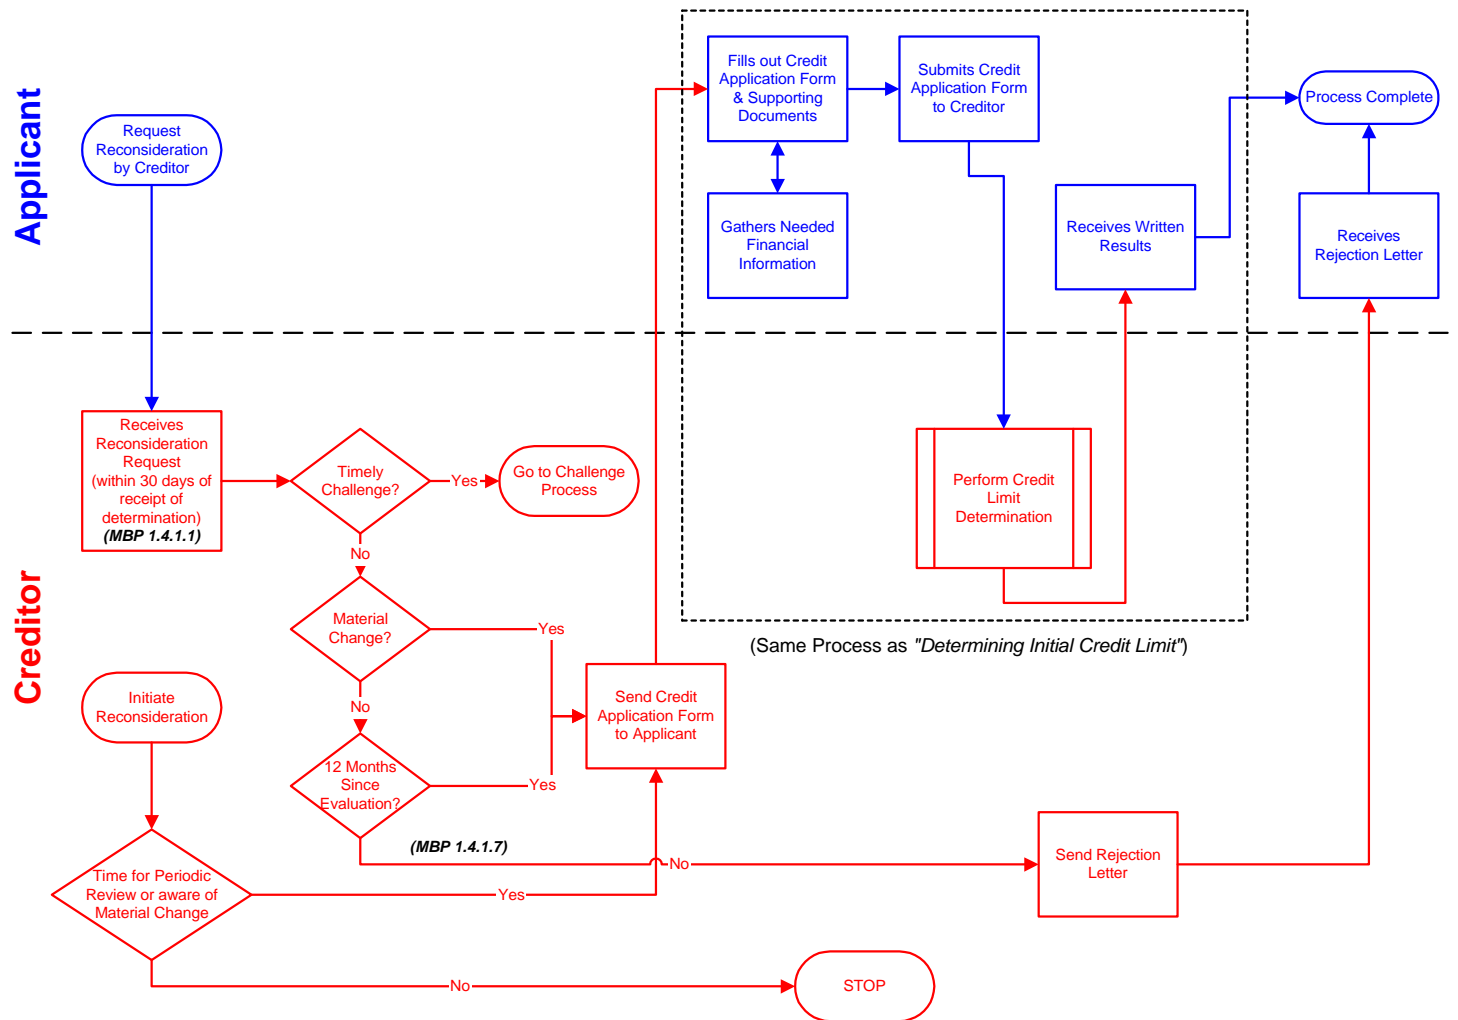 Applicant
Request
Reconsideration
by Creditor
Fills out Credit
Application Form
& Supporting
Documents
Submits Credit
Application Form
to Creditor
Process Complete
Gathers Needed
Financial
Information
Receives Written
Results
Receives
Rejection Letter
Creditor
Receives
Reconsideration
Request
(within 30 days of
receipt of
determination)
(MBP 1.4.1.1)
Timely
Challenge?
Yes
Go to Challenge
Process
No
Perform Credit
Limit
Determination
Material
Change?
Yes
(Same Process as "Determining Initial Credit Limit")
No
Initiate
Reconsideration
Send Credit
Application Form
to Applicant
12 Months
Since
Evaluation?
Yes
(MBP 1.4.1.7)
No
Send Rejection
Letter
Time for Periodic
Review or aware of
Material Change
Yes
No
STOP